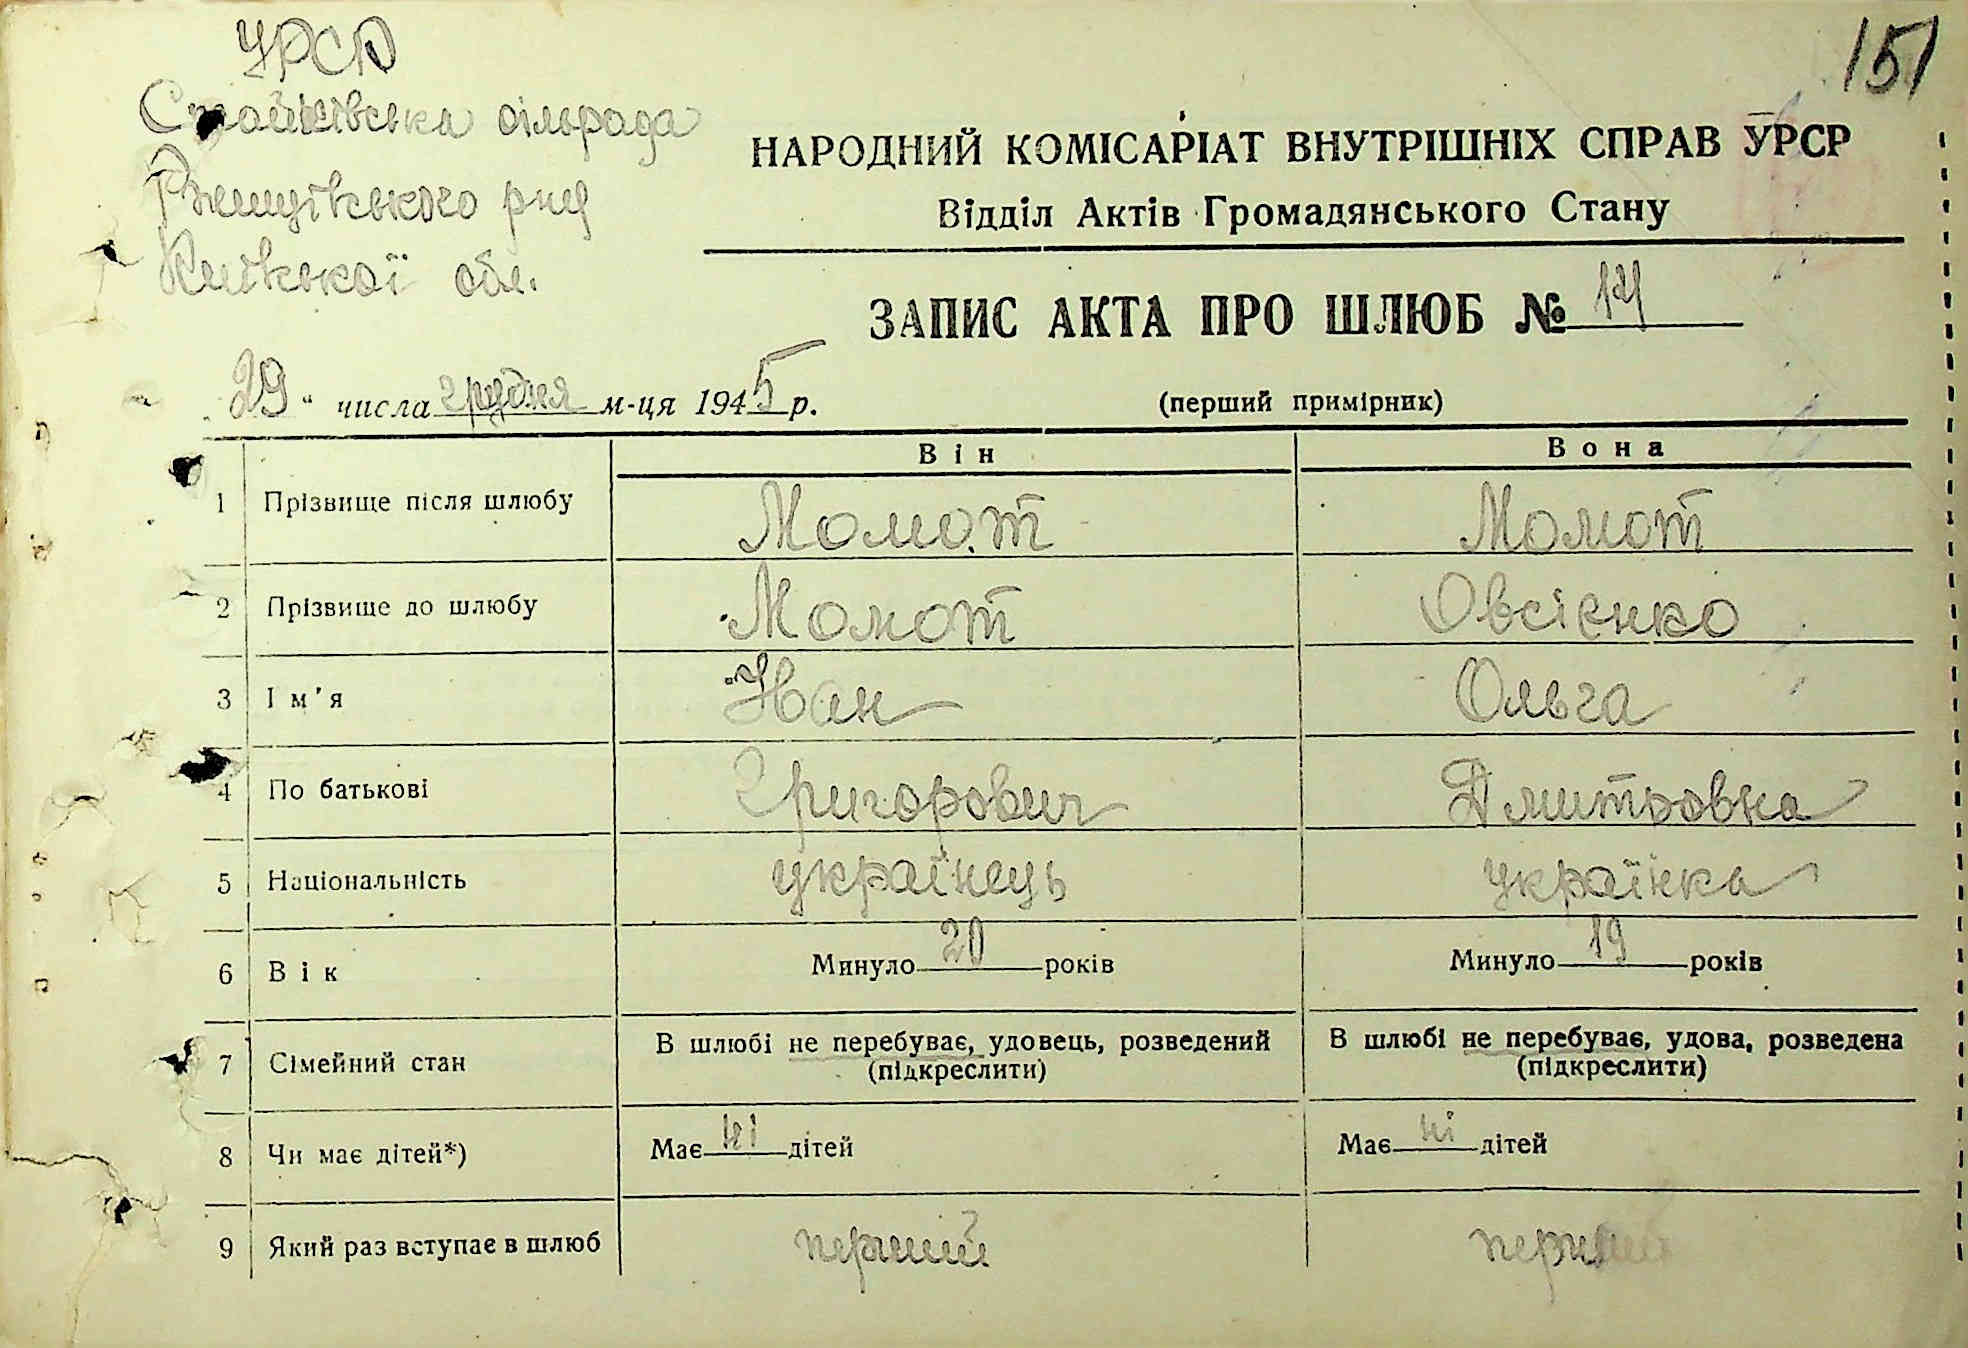 УРСР
151
Стайківська сільрада
Ржищівського р-ну
Київської обл.
НАРОДНИЙ КОМІСАРІАТ ВНУТРІШНІХ СПРАВ УРСР
Відділ Актів Громадянського Стану
ЗАПИС АКТА ПРО ШЛЮБ № 14
29 " числа грудня м-ця 1945 р.
(перший примірник)
Він Вона
1 Прізвище після шлюбу Момот Момот
2 Прізвище до шлюбу Момот Овсієнко
3 Ім'я Іван Ольга
4 По батькові Григорович Дмитровна
5 Національність українець українка
6 Вік Минуло 20 років Минуло 19 років
7 Сімейний стан В шлюбі не перебуває, удовець, розведений (підкреслити) В шлюбі не перебуває, удова, розведена (підкреслити)
8 Чи має дітей*) Має ні дітей Має ні дітей
9 Який раз вступає в шлюб перший перший